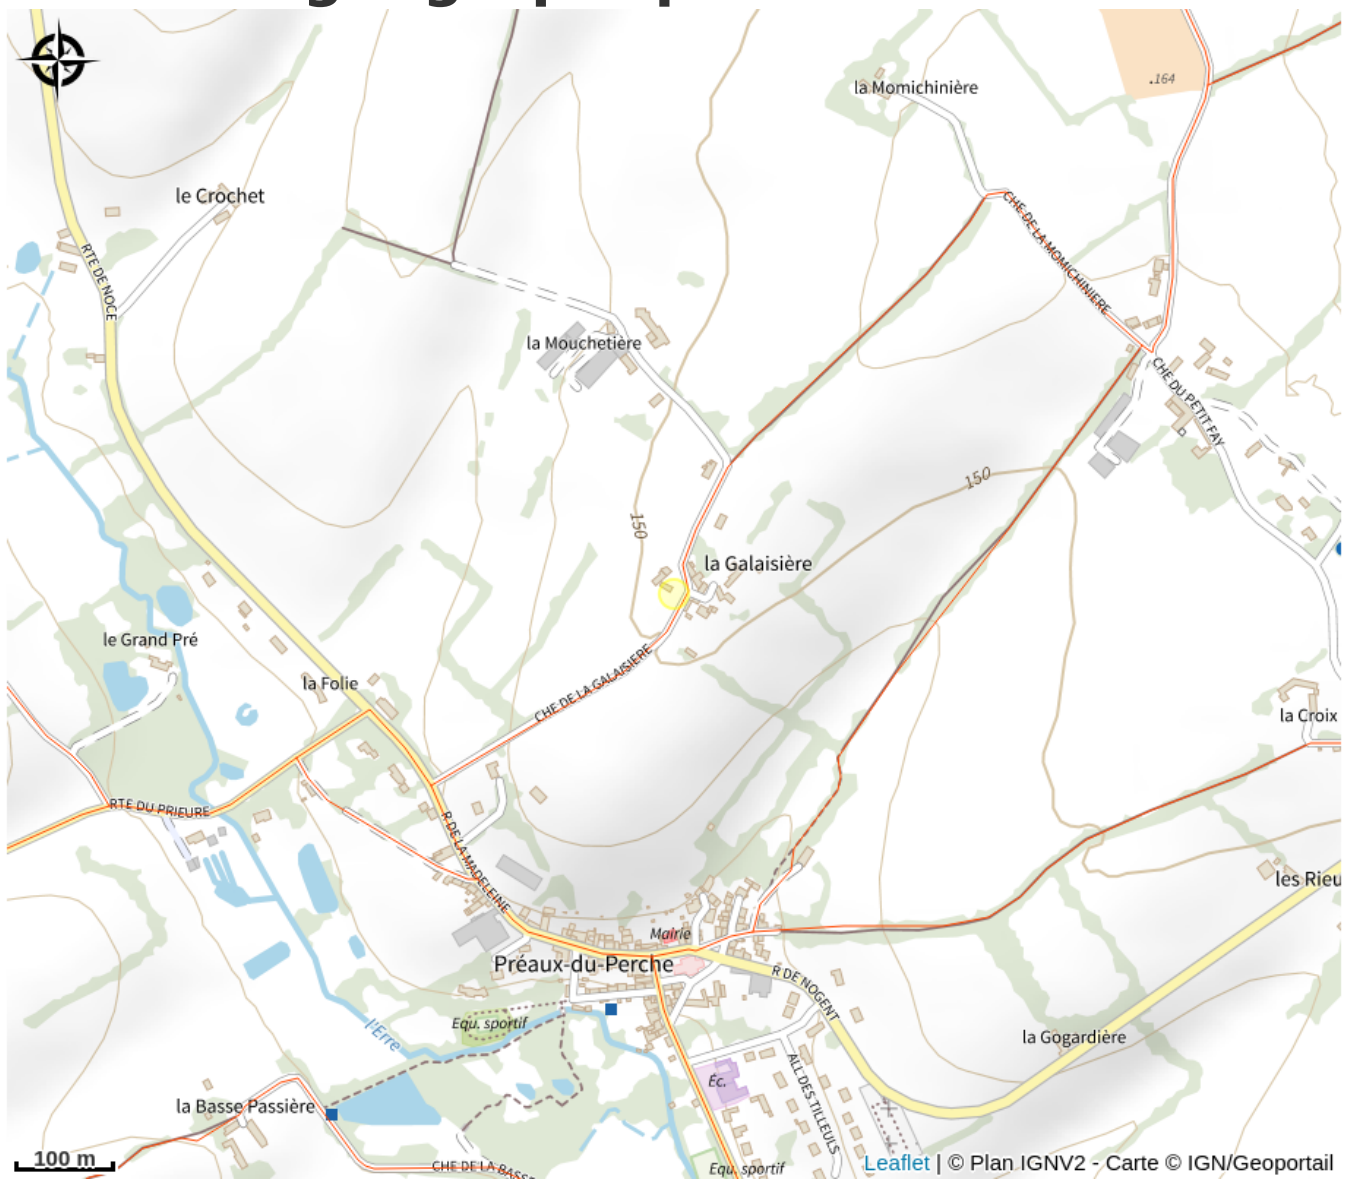 .164
la Momichinière
le Crochet
CHE DE LA MOMICHINIERE
RTE DE NOCE
la Mouchetière
CHE DU PETIT FAY
150
150
la Galaisière
le Grand Pré
CHE DE LA GALAISIERE
la Folie
la Croix
RTE DU PRIEURE
R DE LA MADELEINE
les Rieu
Mairie
Préaux-du-Perche
R DE NOGENT
Equ. sportif
l'Erre
la Gogardière
Éc.
ALL DES TILLEULS
la Basse Passière
100 m
CHE DE LA BASSE
Equ. sportif
Leaflet | © Plan IGNV2 - Carte © IGN/Geoportail